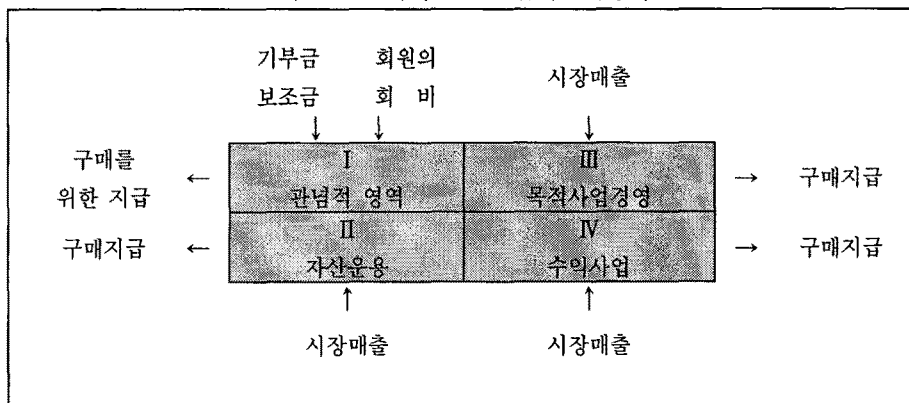 기부금 회원의
보조금 회 비
시장매출
↓ ↓ ↓
구매를
위한 지급
←
Ⅰ
관념적 영역
Ⅲ
목적사업경영
→ 구매지급
구매지급 ←
Ⅱ
자산운용
Ⅳ
수익사업
→ 구매지급
↑ ↑
시장매출 시장매출